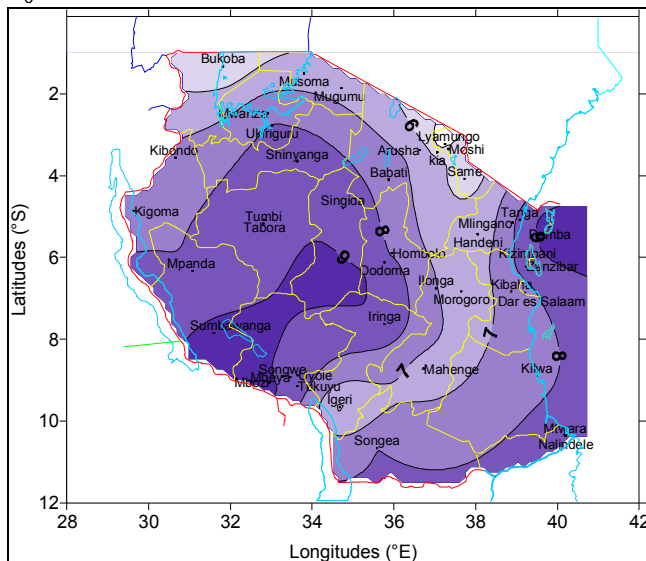 Bukoba
Musoma
Mugumu
Mwanza
Ukiriguru
6
Lyamungo
Moshi
kia
Kibondo
Shinyanga
Arusha
Babati
Same
Kigoma
Singida
Tumbi
Tabora
8
Tanga
Mlingano
Pemba
Handeni
Hombolo
Kizimbani
Zanzibar
Mpanda
9
Dodoma
Ilonga
Kibaha
Morogoro
Dar es Salaam
Sumbawanga
Iringa
7
Songwe
Mbeya
Mbozi
Tukuyu
Igeri
7
Mahenge
8
Kilwa
Songea
Mtwara
Naliendele
2
4
6
8
10
12
28
30
32
34
36
38
40
42
Latitudes (°S)
Longitudes (°E)